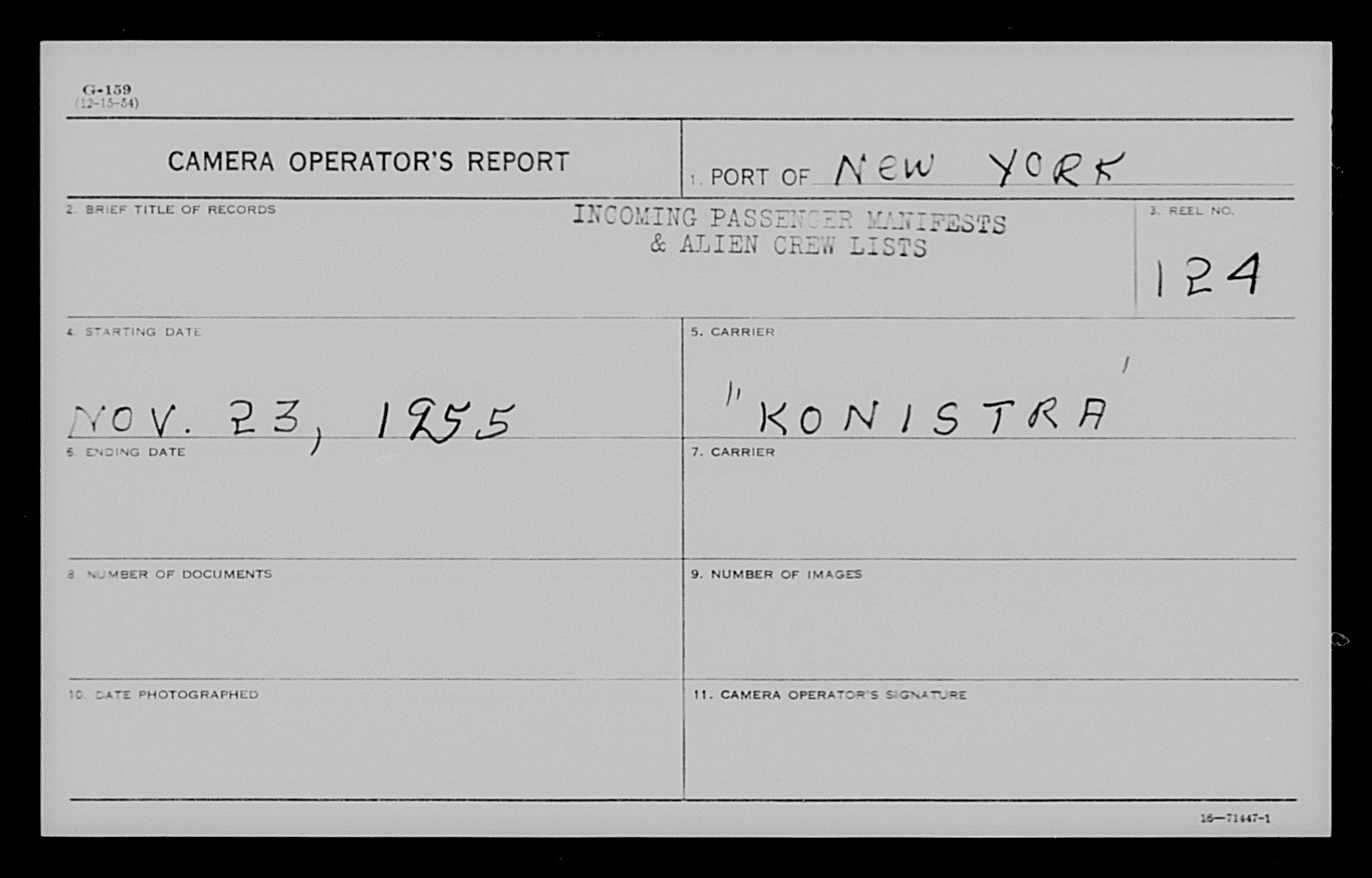 G-159
(12-15-54)
CAMERA OPERATOR'S REPORT
1. PORT OF New YORK
2. BRIEF TITLE OF RECORDS
INCOMING PASSENGER MANIFESTS
& ALIEN CREW LISTS
3. REEL NO.
124
4. STARTING DATE
NOV. 23, 1955
5. CARRIER
"KONISTRA'
6. ENDING DATE
7. CARRIER
8. NUMBER OF DOCUMENTS
9. NUMBER OF IMAGES
10. DATE PHOTOGRAPHED
11. CAMERA OPERATOR'S SIGNATURE
16—71447-1